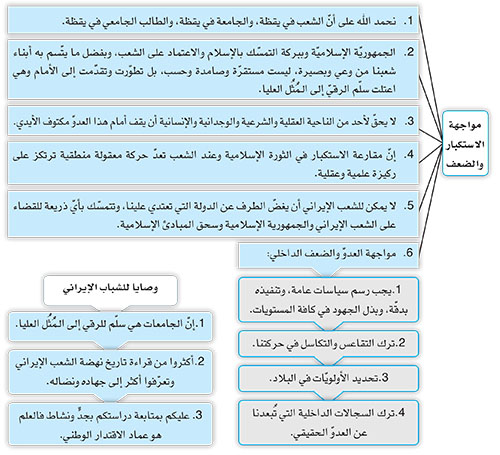 1. نحمد الله على أنّ الشعب في يقظة، والجامعة في يقظة، والطالب الجامعي في يقظة.
2. الجمهوريّة الإسلاميّة وببركة التمسّك بالإسلام والاعتماد على الشعب، وبفضل ما يتّسم به أبناء
شعبنا من وعي وبصيرة، ليست مستقرّة وصامدة وحسب، بل تطوّرت وتقدّمت إلى الأمام وهي
اعتلت سلّم الرقيّ إلى المُثُل العليا.
مواجهة
الاستكبار
والضعف
3. لا يحقّ لأحد من الناحية العقلية والشرعية والوجدانية والإنسانية أن يقف أمام هذا العدوّ مكتوف الأيدي.
4. إنّ مقارعة الاستكبار في الثورة الإسلامية وعند الشعب تعدّ حركة معقولة منطقية ترتكز على
ركيزة علمية وعقلية.
5. لا يمكن للشعب الإيراني أن يغضّ الطرف عن الدولة التي تعتدي علينا، وتتمسّك بأيّ ذريعة للقضاء
على الشعب الإيراني والجمهورية الإسلامية وسحق المبادئ الإسلامية.
6. مواجهة العدوّ والضعف الداخلي:
1.يجب رسم سياسات عامة، وتنفيذه
بدقّة، وبذل الجهود في كافة المستويات.
2.ترك التقاعس والتكاسل في حركتنا.
3.تحديد الأولويّات في البلاد.
4.ترك السجالات الداخلية التي تُبعدنا
عن العدوّ الحقيقي.
وصايا للشباب الإيراني
1.إنّ الجامعات هي سلّم للرقي إلى المُثُل العليا.
2.أكثروا من قراءة تاريخ نهضة الشعب الإيراني
وتعرّفوا أكثر إلى جهاده ونضاله.
3. عليكم بمتابعة دراستكم بجدٍّ ونشاط فالعلم
هو عماد الاقتدار الوطني.